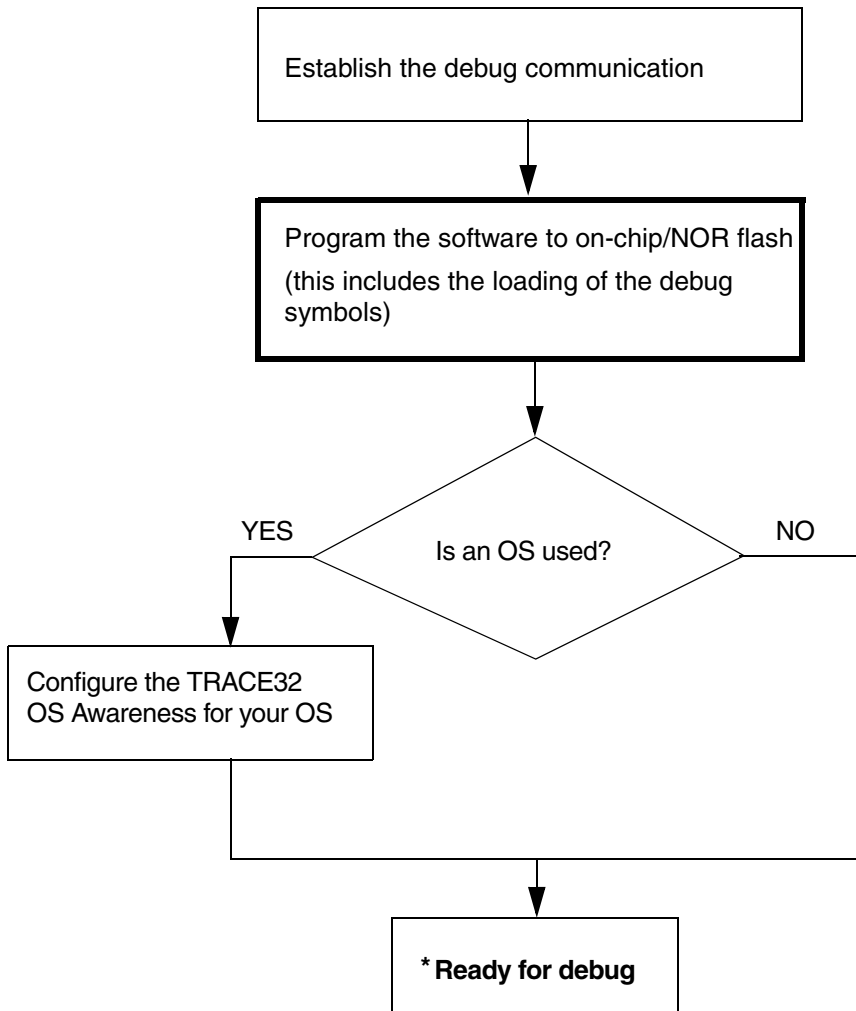 Establish the debug communication
Program the software to on-chip/NOR flash
(this includes the loading of the debug
symbols)
YES
Is an OS used?
NO
Configure the TRACE32
OS Awareness for your OS
* Ready for debug